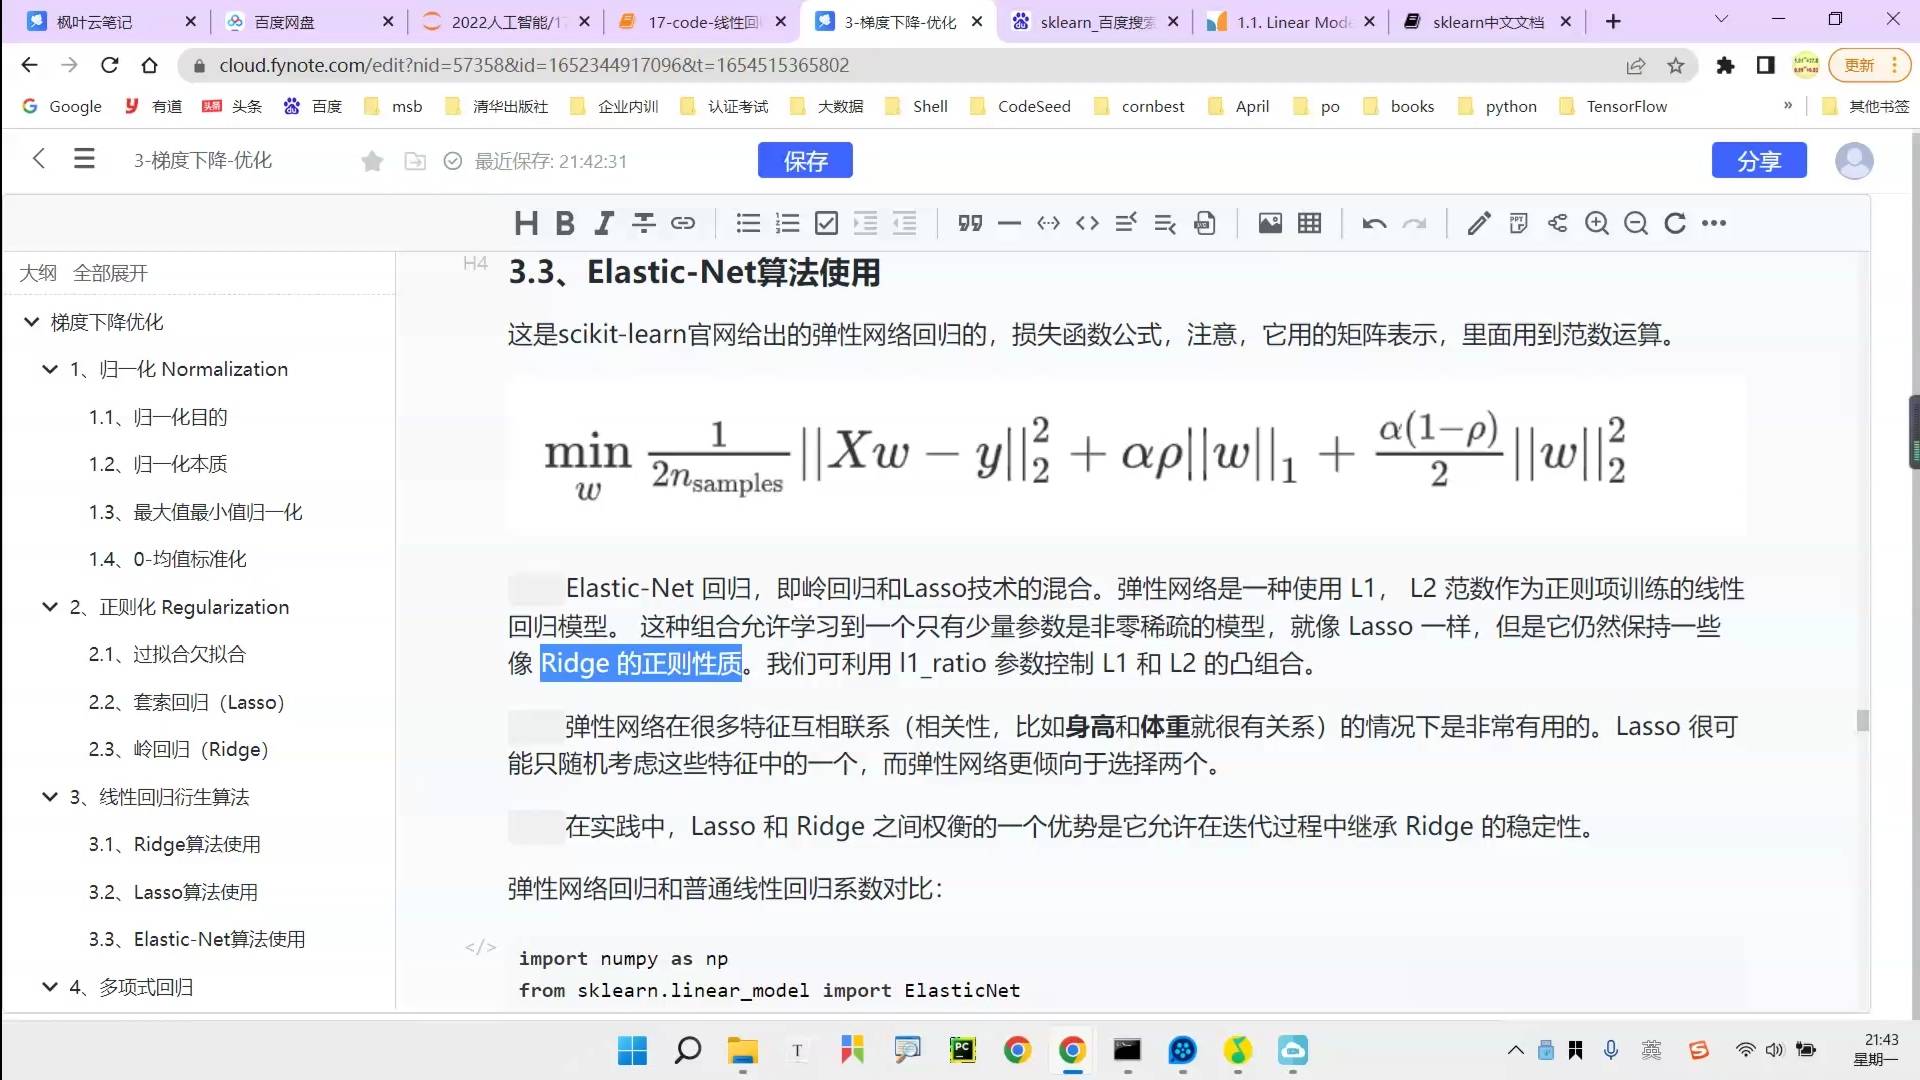 枫叶云笔记
百度网盘
2022人工智能/1
17-code-线性回
3-梯度下降-优化
sklearn_百度搜索
1.1. Linear Mode
sklearn中文文档
cloud.fynote.com/edit?nid=57358&id=1652344917096&t=1654515365802
更新
Google
有道
头条
百度
msb
清华出版社
企业内训
认证考试
大数据
Shell
CodeSeed
cornbest
April
po
books
python
TensorFlow
»
其他书签
3-梯度下降-优化
最近保存: 21:42:31
保存
分享
大纲 全部展开
梯度下降优化
1、归一化 Normalization
1.1、归一化目的
1.2、归一化本质
1.3、最大值最小值归一化
1.4、0-均值标准化
2、正则化 Regularization
2.1、过拟合欠拟合
2.2、套索回归（Lasso）
2.3、岭回归（Ridge）
3、线性回归衍生算法
3.1、Ridge算法使用
3.2、Lasso算法使用
3.3、Elastic-Net算法使用
4、多项式回归
H4
3.3、Elastic-Net算法使用
这是scikit-learn官网给出的弹性网络回归的，损失函数公式，注意，它用的矩阵表示，里面用到范数运算。
min_w 1/(2n_samples) ||Xw − y||_2^2 + αρ||w||_1 + α(1−ρ)/2 ||w||_2^2
Elastic-Net 回归，即岭回归和Lasso技术的混合。弹性网络是一种使用 L1， L2 范数作为正则项训练的线性
回归模型。 这种组合允许学习到一个只有少量参数是非零稀疏的模型，就像 Lasso 一样，但是它仍然保持一些
像 Ridge 的正则性质。我们可利用 l1_ratio 参数控制 L1 和 L2 的凸组合。
弹性网络在很多特征互相联系（相关性，比如身高和体重就很有关系）的情况下是非常有用的。Lasso 很可
能只随机考虑这些特征中的一个，而弹性网络更倾向于选择两个。
在实践中，Lasso 和 Ridge 之间权衡的一个优势是它允许在迭代过程中继承 Ridge 的稳定性。
弹性网络回归和普通线性回归系数对比：
</>
import numpy as np
from sklearn.linear_model import ElasticNet
英
21:43
星期一